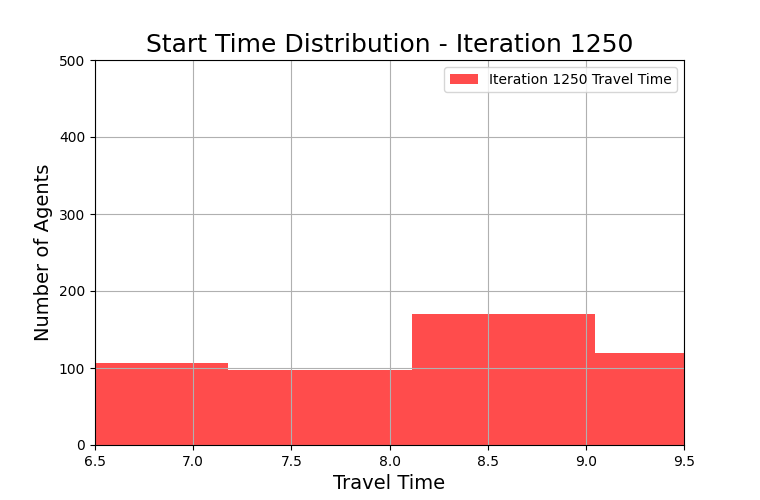 Start Time Distribution - Iteration 1250
Iteration 1250 Travel Time
Number of Agents
500
400
300
200
100
0
6.5 7.0 7.5 8.0 8.5 9.0 9.5
Travel Time